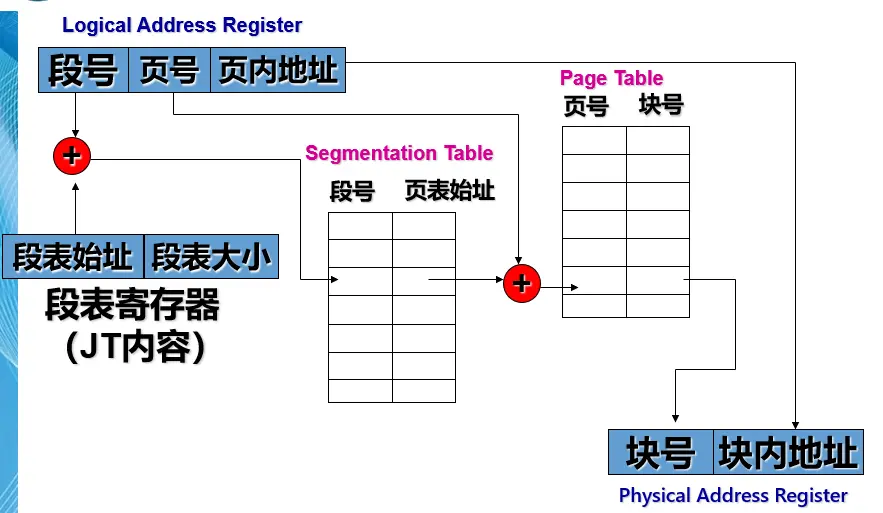 Logical Address Register
段号 页号 页内地址
Page Table
页号 块号
+
Segmentation Table
段号 页表始址
段表始址 段表大小
+
段表寄存器
（JT内容）
块号 块内地址
Physical Address Register